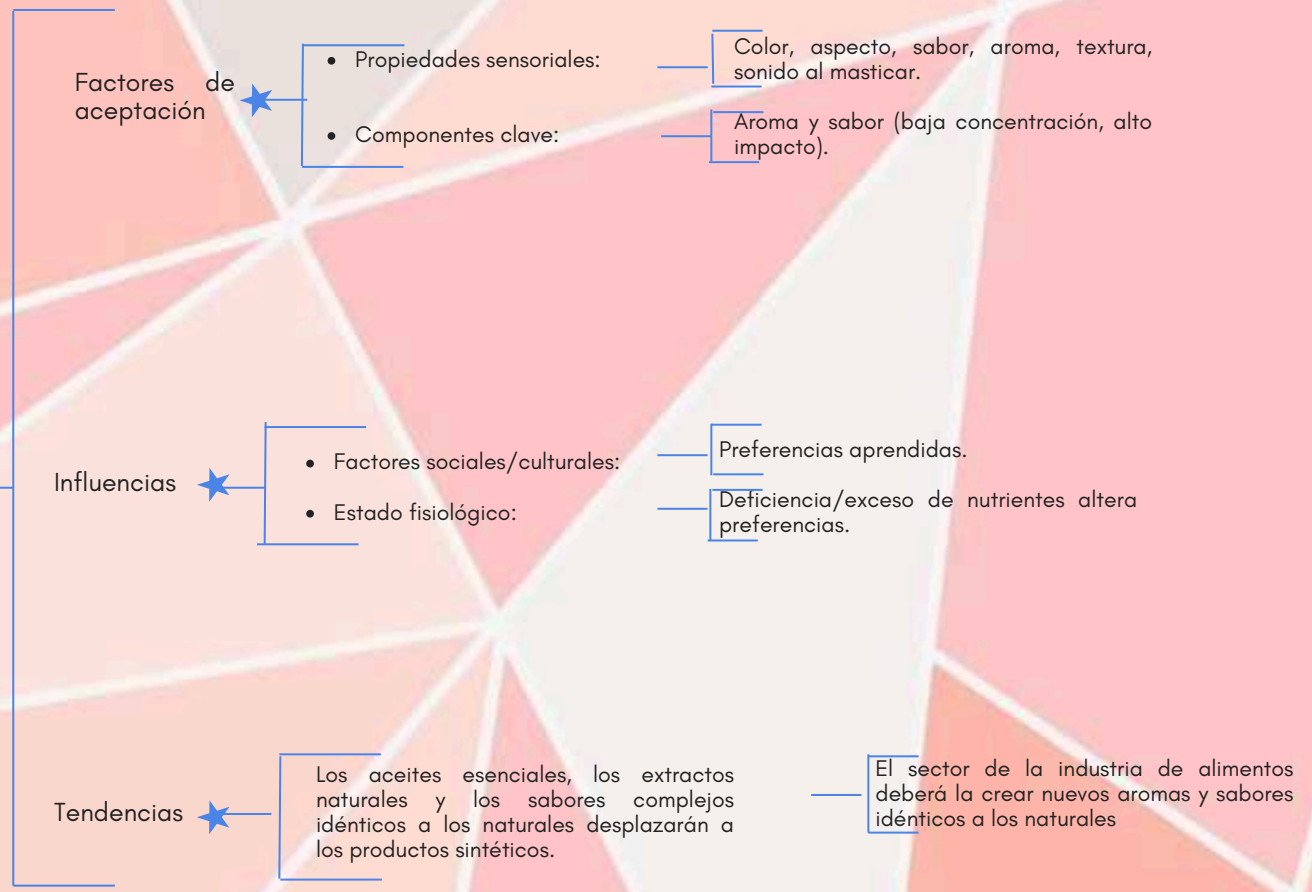 Factores de
aceptación
• Propiedades sensoriales:
Color, aspecto, sabor, aroma, textura,
sonido al masticar.
• Componentes clave:
Aroma y sabor (baja concentración, alto
impacto).
Influencias
• Factores sociales/culturales:
Preferencias aprendidas.
• Estado fisiológico:
Deficiencia/exceso de nutrientes altera
preferencias.
Tendencias
Los aceites esenciales, los extractos
naturales y los sabores complejos
idénticos a los naturales desplazarán a
los productos sintéticos.
El sector de la industria de alimentos
deberá la crear nuevos aromas y sabores
idénticos a los naturales